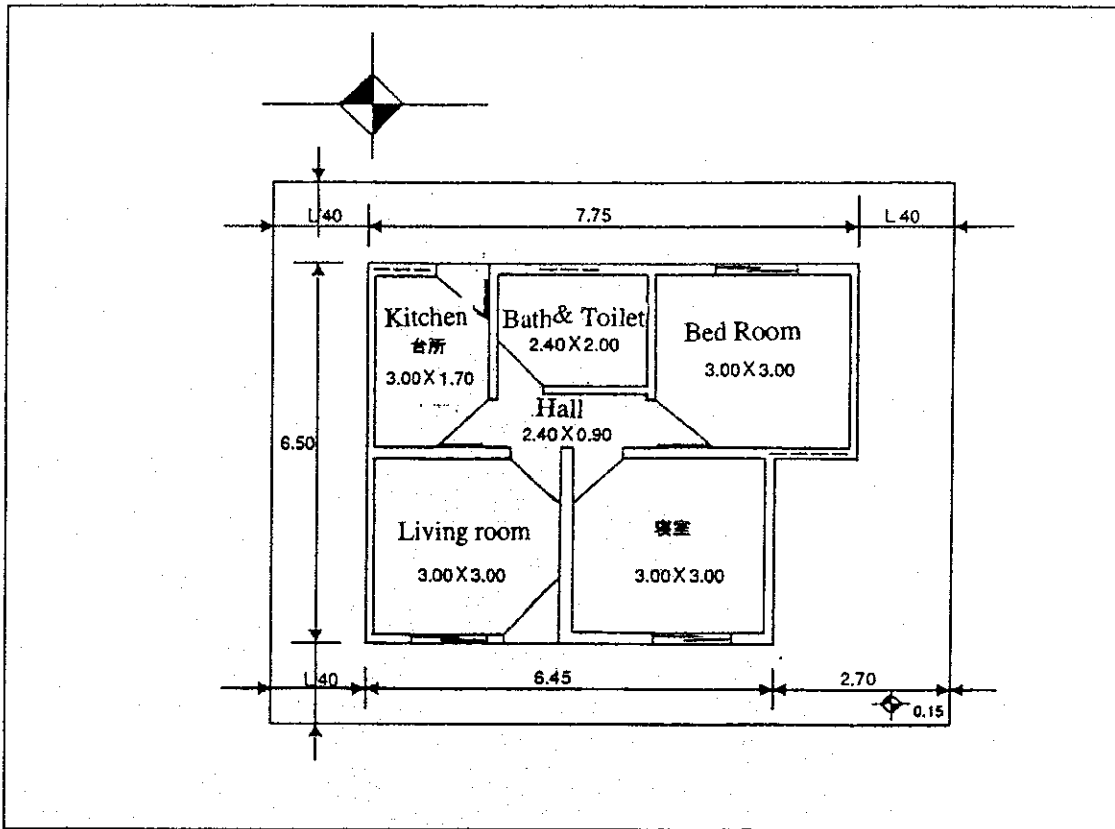 1.40
7.75
1.40
Kitchen
台所
3.00X1.70
Bath& Toilet
2.40X2.00
Bed Room
3.00X3.00
Hall
2.40X0.90
6.50
Living room
3.00X3.00
寝室
3.00X3.00
1.40
6.45
2.70
0.15